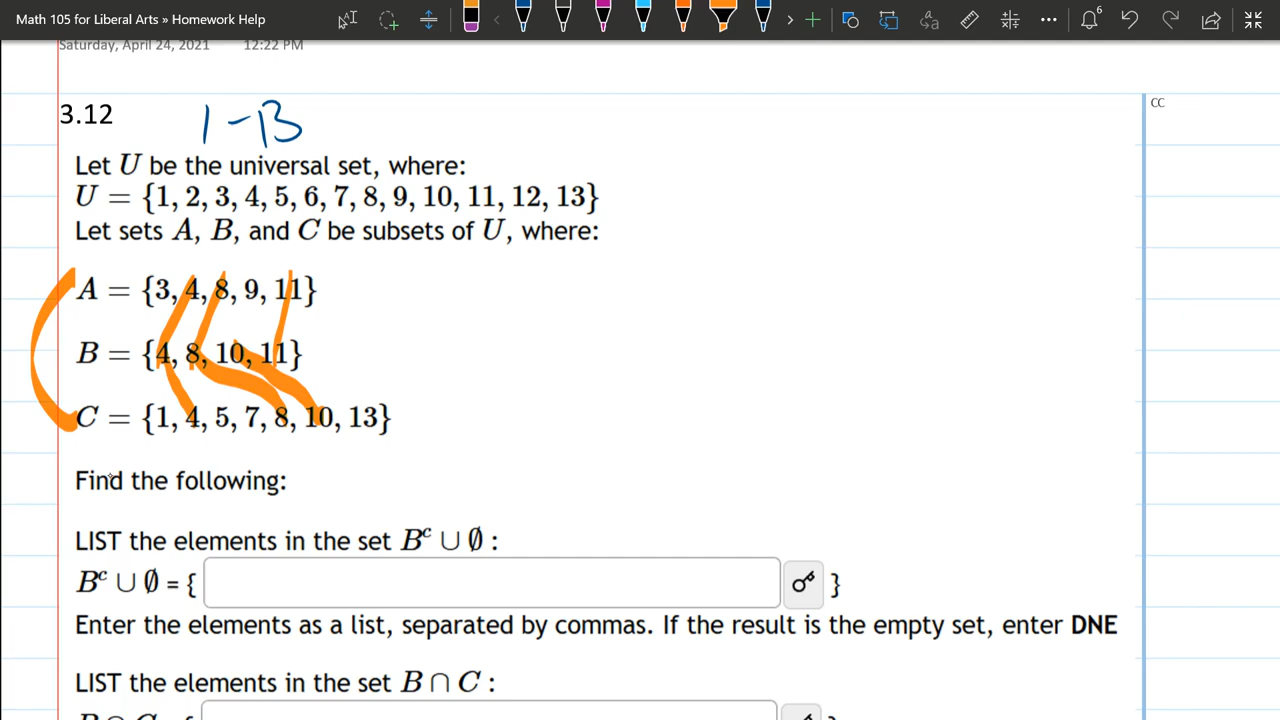 Math 105 for Liberal Arts » Homework Help
6
Saturday, April 24, 2021 12:22 PM
CC
3.12 1-13
Let U be the universal set, where:
U = {1, 2, 3, 4, 5, 6, 7, 8, 9, 10, 11, 12, 13}
Let sets A, B, and C be subsets of U, where:
A = {3, 4, 8, 9, 11}
B = {4, 8, 10, 11}
C = {1, 4, 5, 7, 8, 10, 13}
Find the following:
LIST the elements in the set Bᶜ ∪ ∅ :
Bᶜ ∪ ∅ = { }
Enter the elements as a list, separated by commas. If the result is the empty set, enter DNE
LIST the elements in the set B ∩ C :
B ∩ C = { }